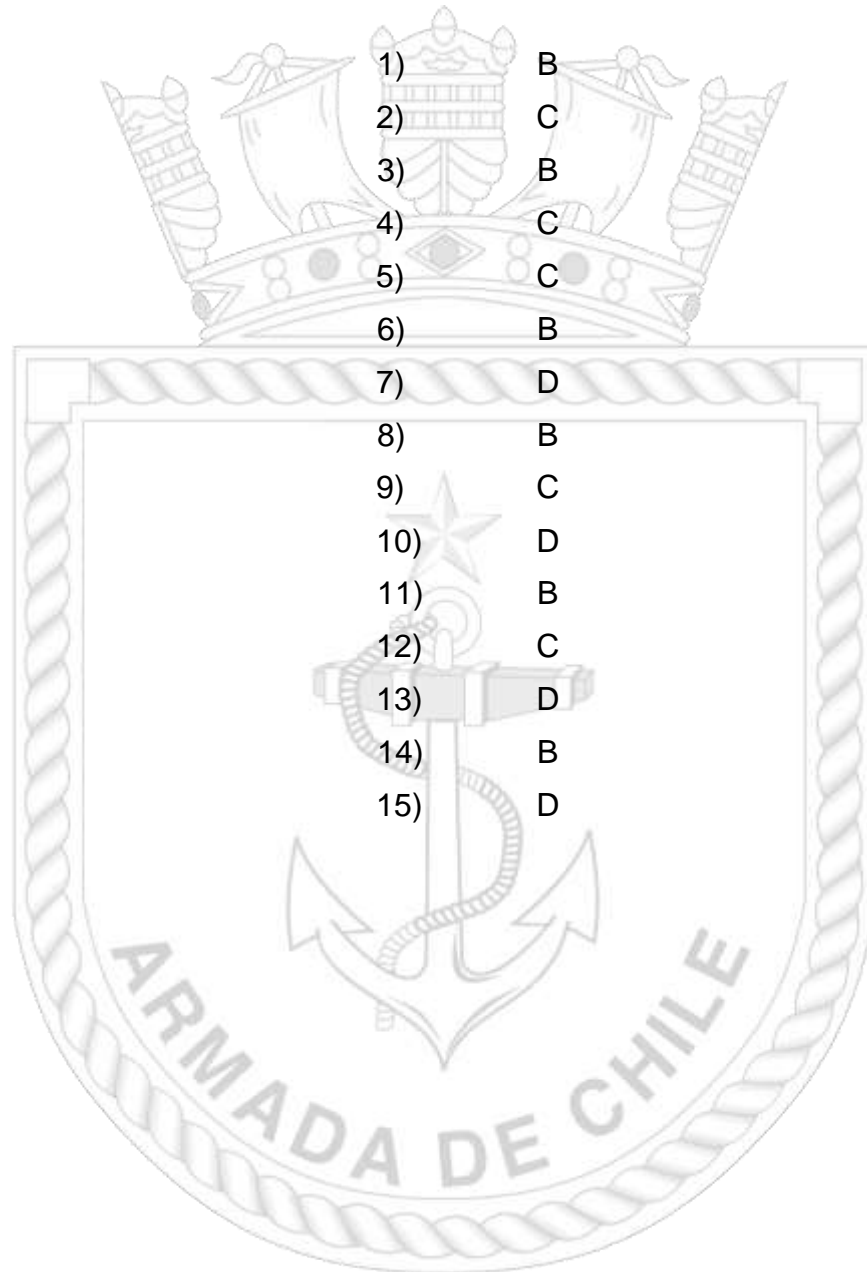 1) B
2) C
3) B
4) C
5) C
6) B
7) D
8) B
9) C
10) D
11) B
12) C
13) D
14) B
15) D
ARMADA DE CHILE